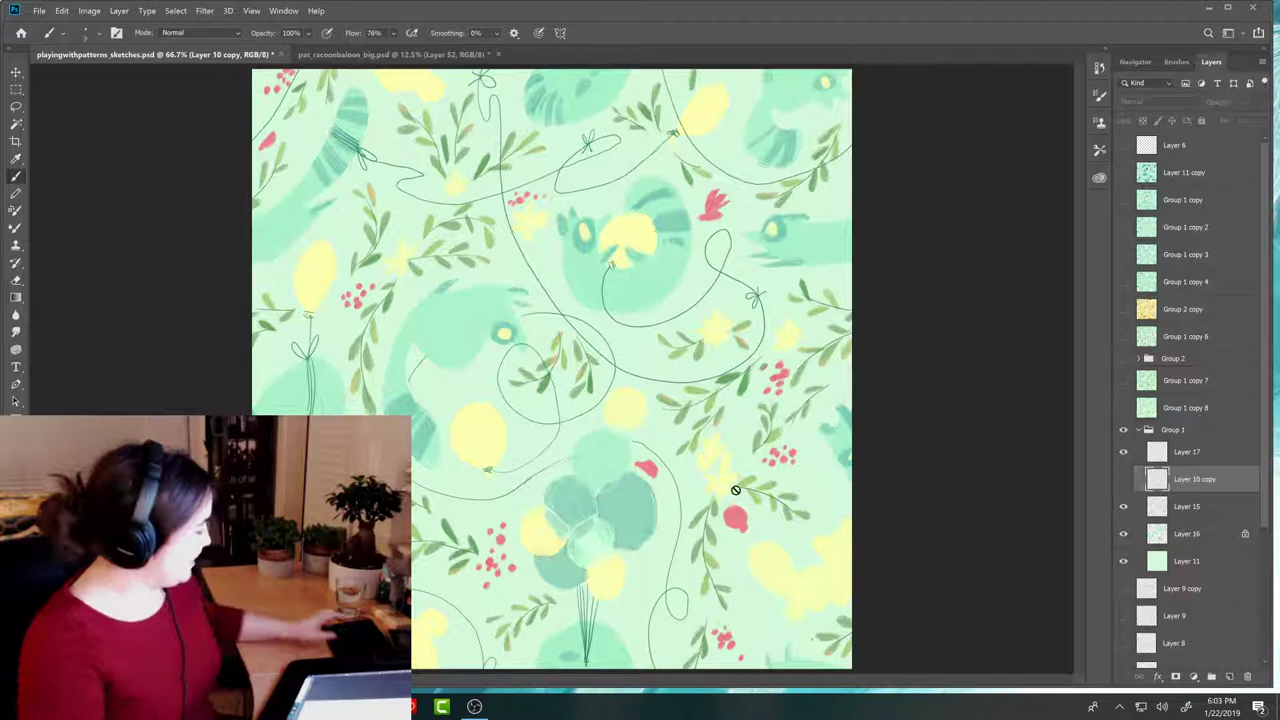 Ps File Edit Image Layer Type Select Filter 3D View Window Help
Mode: Normal Opacity: 100% Flow: 76% Smoothing: 0%
playingwithpatterns_sketches.psd @ 66.7% (Layer 10 copy, RGB/8) * × pat_racoonbaloon_big.psd @ 12.5% (Layer 52, RGB/8) * ×
Navigator Brushes Layers
Kind
Normal Opacity:
Lock: Fill:
Layer 6
Layer 11 copy
Group 1 copy
Group 1 copy 2
Group 1 copy 3
Group 1 copy 4
Group 2 copy
Group 1 copy 6
Group 2
Group 1 copy 7
Group 1 copy 8
Group 1
Layer 17
Layer 10 copy
Layer 15
Layer 16
Layer 11
Layer 9 copy
Layer 9
Layer 8
6:03 PM
1/22/2019